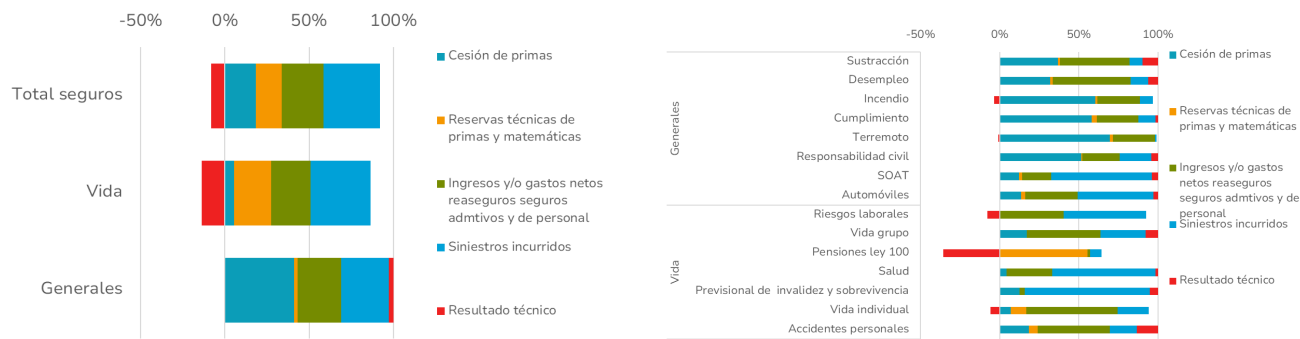 -50%
0%
50%
100%
Total seguros
Vida
Generales
Cesión de primas
Reservas técnicas de
primas y matemáticas
Ingresos y/o gastos netos
reaseguros seguros
admtivos y de personal
Siniestros incurridos
Resultado técnico
-50%
0%
50%
100%
Generales
Sustracción
Desempleo
Incendio
Cumplimiento
Terremoto
Responsabilidad civil
SOAT
Automóviles
Vida
Riesgos laborales
Vida grupo
Pensiones ley 100
Salud
Previsional de invalidez y sobrevivencia
Vida individual
Accidentes personales
Cesión de primas
Reservas técnicas de
primas y matemáticas
Ingresos y/o gastos
netos reaseguros
seguros admtivos y de
personal
Siniestros incurridos
Resultado técnico